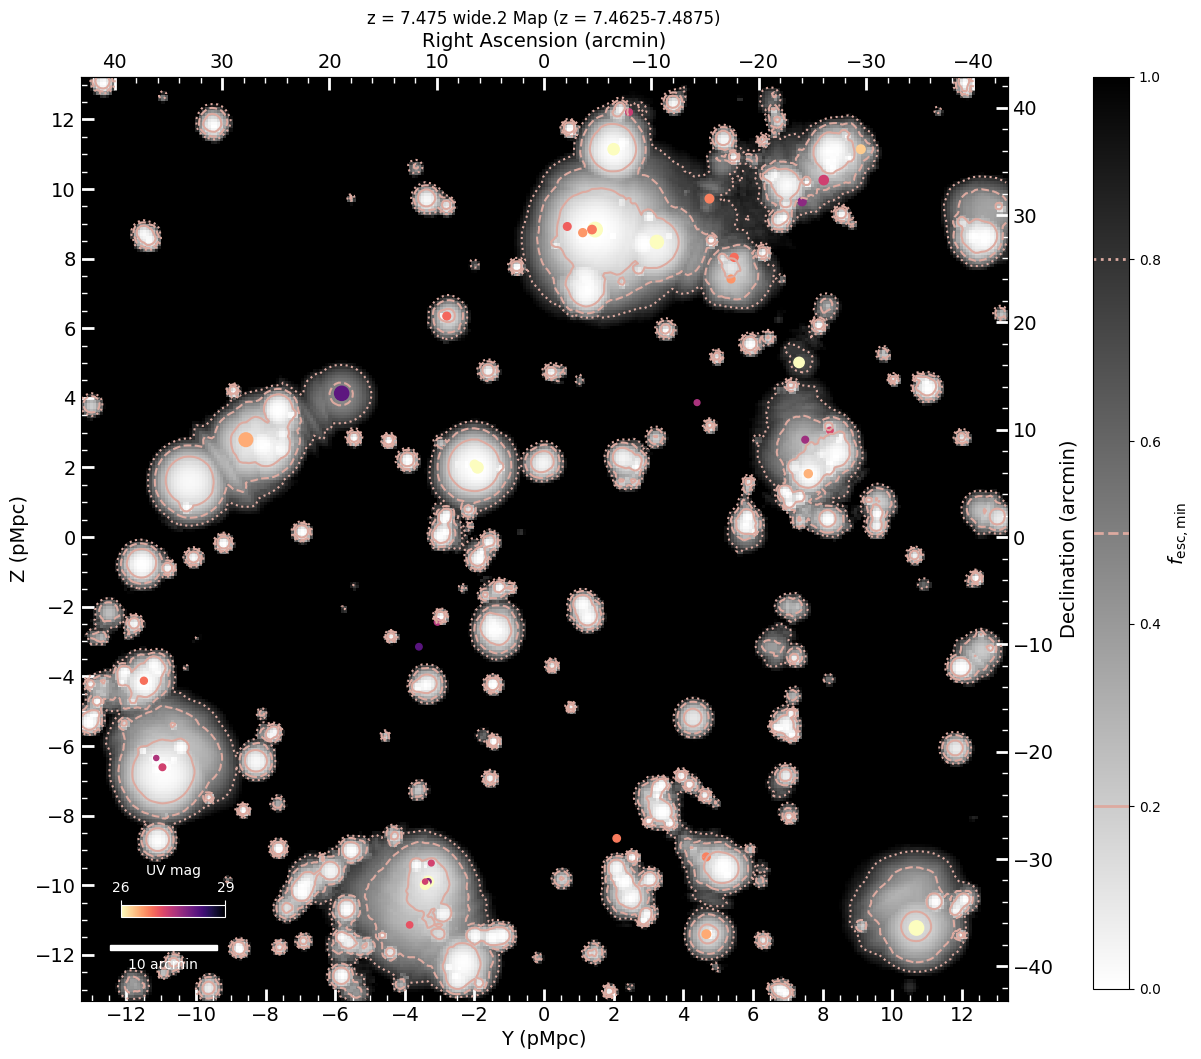 z = 7.475 wide.2 Map (z = 7.4625-7.4875)
Right Ascension (arcmin)
40 30 20 10 0 −10 −20 −30 −40
12
10
8
6
4
2
0
−2
−4
−6
−8
−10
−12
Z (pMpc)
40
30
20
10
0
−10
−20
−30
−40
Declination (arcmin)
1.0
0.8
0.6
0.4
0.2
0.0
fesc,min
UV mag
26 29
10 arcmin
−12 −10 −8 −6 −4 −2 0 2 4 6 8 10 12
Y (pMpc)